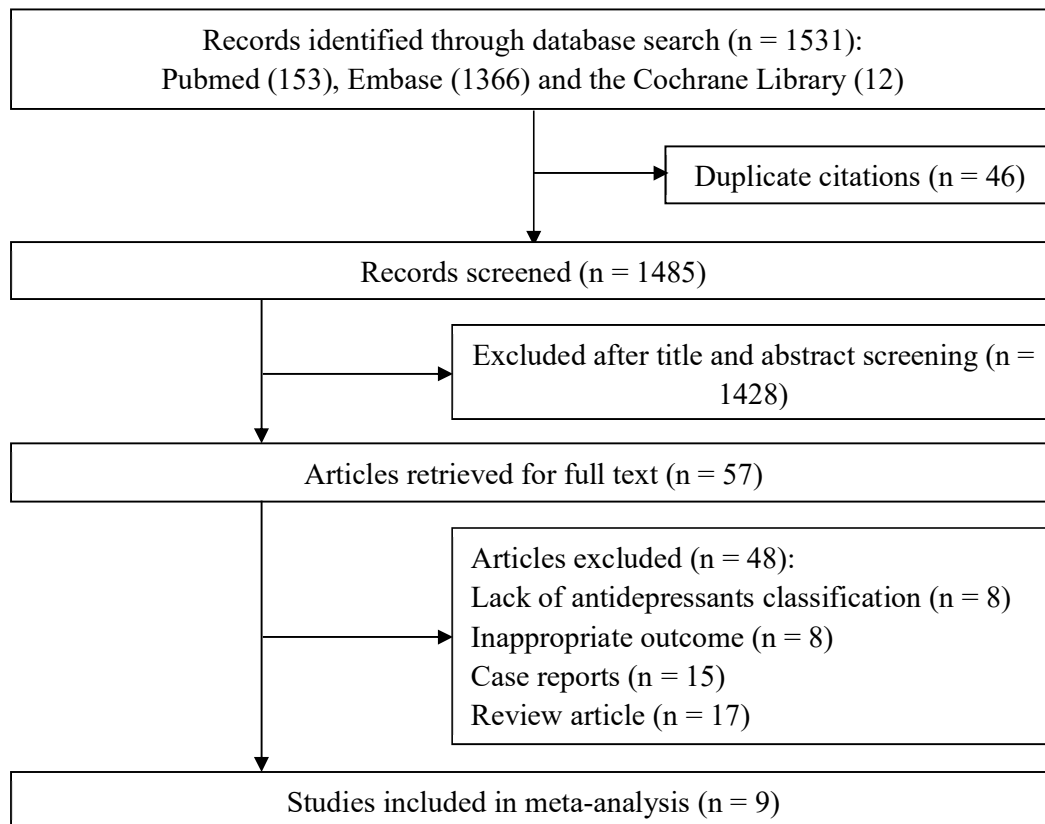 Records identified through database search (n = 1531):
Pubmed (153), Embase (1366) and the Cochrane Library (12)
Duplicate citations (n = 46)
Records screened (n = 1485)
Excluded after title and abstract screening (n =
1428)
Articles retrieved for full text (n = 57)
Articles excluded (n = 48):
Lack of antidepressants classification (n = 8)
Inappropriate outcome (n = 8)
Case reports (n = 15)
Review article (n = 17)
Studies included in meta-analysis (n = 9)